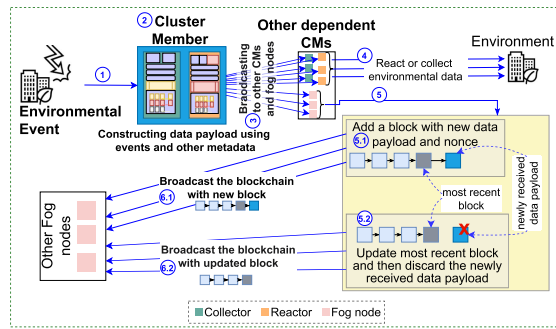 2
Cluster
Member
Other dependent
CMs
Environment
1
Environmental
Event
Braodcasting
to other CMs
and fog nodes
3
4
React or collect
environmental data
Constructing data payload using
events and other metadata
5
Add a block with new data
payload and nonce
5.1
Other Fog
nodes
6.1
Broadcast the blockchain
with new block
most recent
block
newly received
data payload
5.2
X
Broadcast the blockchain
with updated block
6.2
Update most recent block
and then discard the newly
received data payload
Collector
Reactor
Fog node